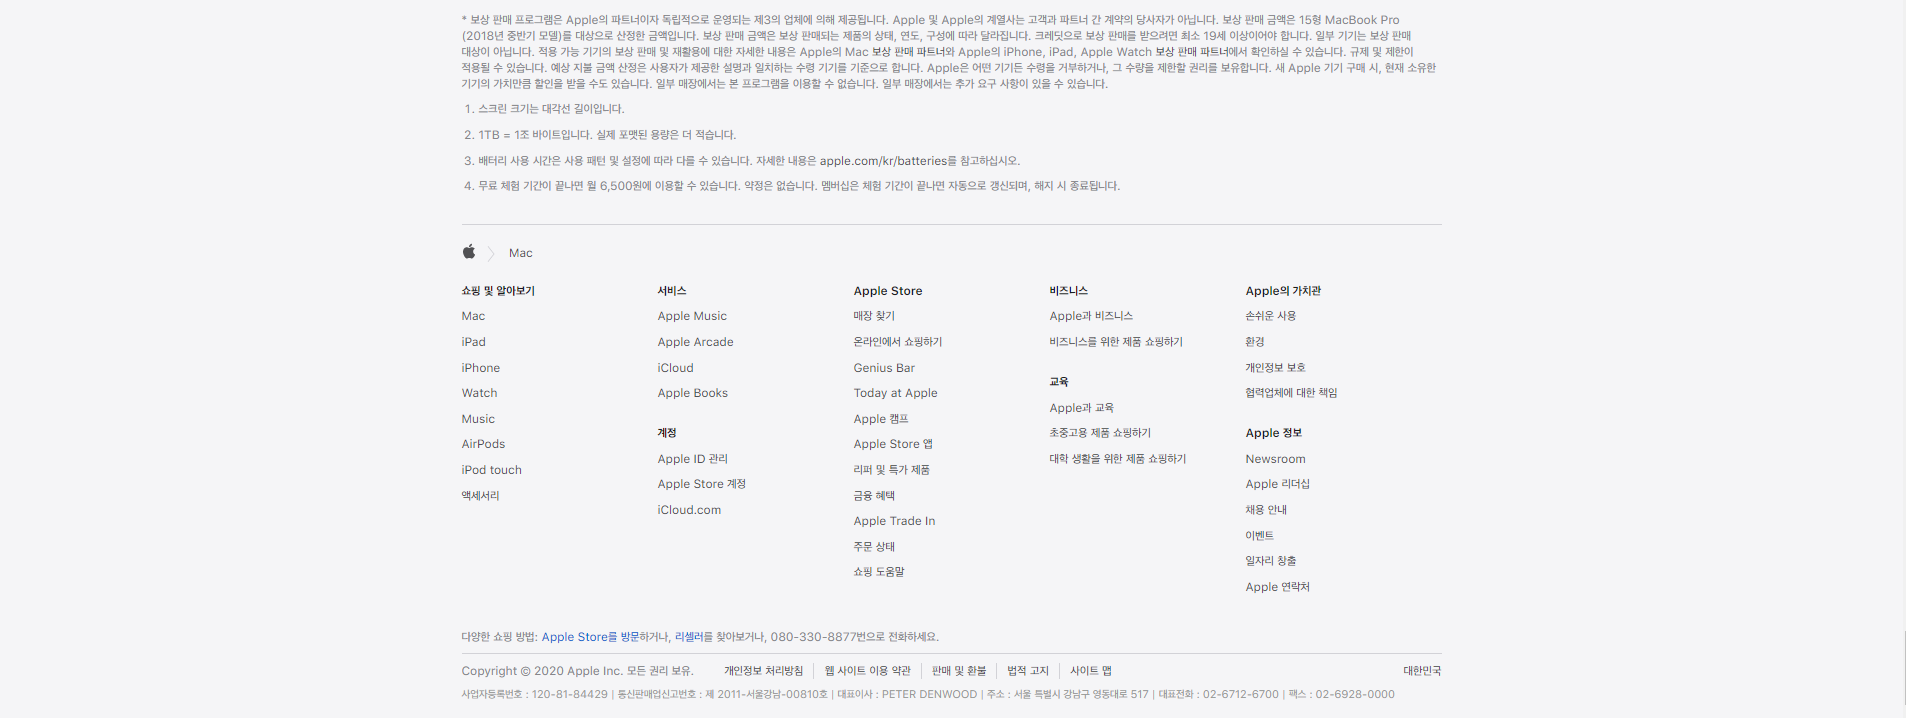 * 보상 판매 프로그램은 Apple의 파트너이자 독립적으로 운영되는 제3의 업체에 의해 제공됩니다. Apple 및 Apple의 계열사는 고객과 파트너 간 계약의 당사자가 아닙니다. 보상 판매 금액은 15형 MacBook Pro
(2018년 중반기 모델)를 대상으로 산정한 금액입니다. 보상 판매 금액은 보상 판매되는 제품의 상태, 연도, 구성에 따라 달라집니다. 크레딧으로 보상 판매를 받으려면 최소 19세 이상이어야 합니다. 일부 기기는 보상 판매
대상이 아닙니다. 적용 가능 기기의 보상 판매 및 재활용에 대한 자세한 내용은 Apple의 Mac 보상 판매 파트너와 Apple의 iPhone, iPad, Apple Watch 보상 판매 파트너에서 확인하실 수 있습니다. 규제 및 제한이
적용될 수 있습니다. 예상 지불 금액 산정은 사용자가 제공한 설명과 일치하는 수령 기기를 기준으로 합니다. Apple은 어떤 기기든 수령을 거부하거나, 그 수량을 제한할 권리를 보유합니다. 새 Apple 기기 구매 시, 현재 소유한
기기의 가치만큼 할인을 받을 수도 있습니다. 일부 매장에서는 본 프로그램을 이용할 수 없습니다. 일부 매장에서는 추가 요구 사항이 있을 수 있습니다.
1. 스크린 크기는 대각선 길이입니다.
2. 1TB = 1조 바이트입니다. 실제 포맷된 용량은 더 적습니다.
3. 배터리 사용 시간은 사용 패턴 및 설정에 따라 다를 수 있습니다. 자세한 내용은 apple.com/kr/batteries를 참고하십시오.
4. 무료 체험 기간이 끝나면 월 6,500원에 이용할 수 있습니다. 약정은 없습니다. 멤버십은 체험 기간이 끝나면 자동으로 갱신되며, 해지 시 종료됩니다.
Mac
쇼핑 및 알아보기
Mac
iPad
iPhone
Watch
Music
AirPods
iPod touch
액세서리
서비스
Apple Music
Apple Arcade
iCloud
Apple Books
계정
Apple ID 관리
Apple Store 계정
iCloud.com
Apple Store
매장 찾기
온라인에서 쇼핑하기
Genius Bar
Today at Apple
Apple 캠프
Apple Store 앱
리퍼 및 특가 제품
금융 혜택
Apple Trade In
주문 상태
쇼핑 도움말
비즈니스
Apple과 비즈니스
비즈니스를 위한 제품 쇼핑하기
교육
Apple과 교육
초중고용 제품 쇼핑하기
대학 생활을 위한 제품 쇼핑하기
Apple의 가치관
손쉬운 사용
환경
개인정보 보호
협력업체에 대한 책임
Apple 정보
Newsroom
Apple 리더십
채용 안내
이벤트
일자리 창출
Apple 연락처
다양한 쇼핑 방법: Apple Store를 방문하거나, 리셀러를 찾아보거나, 080-330-8877번으로 전화하세요.
Copyright © 2020 Apple Inc. 모든 권리 보유. 개인정보 처리방침 | 웹 사이트 이용 약관 | 판매 및 환불 | 법적 고지 | 사이트 맵 대한민국
사업자등록번호 : 120-81-84429 | 통신판매업신고번호 : 제 2011-서울강남-00810호 | 대표이사 : PETER DENWOOD | 주소 : 서울 특별시 강남구 영동대로 517 | 대표전화 : 02-6712-6700 | 팩스 : 02-6928-0000